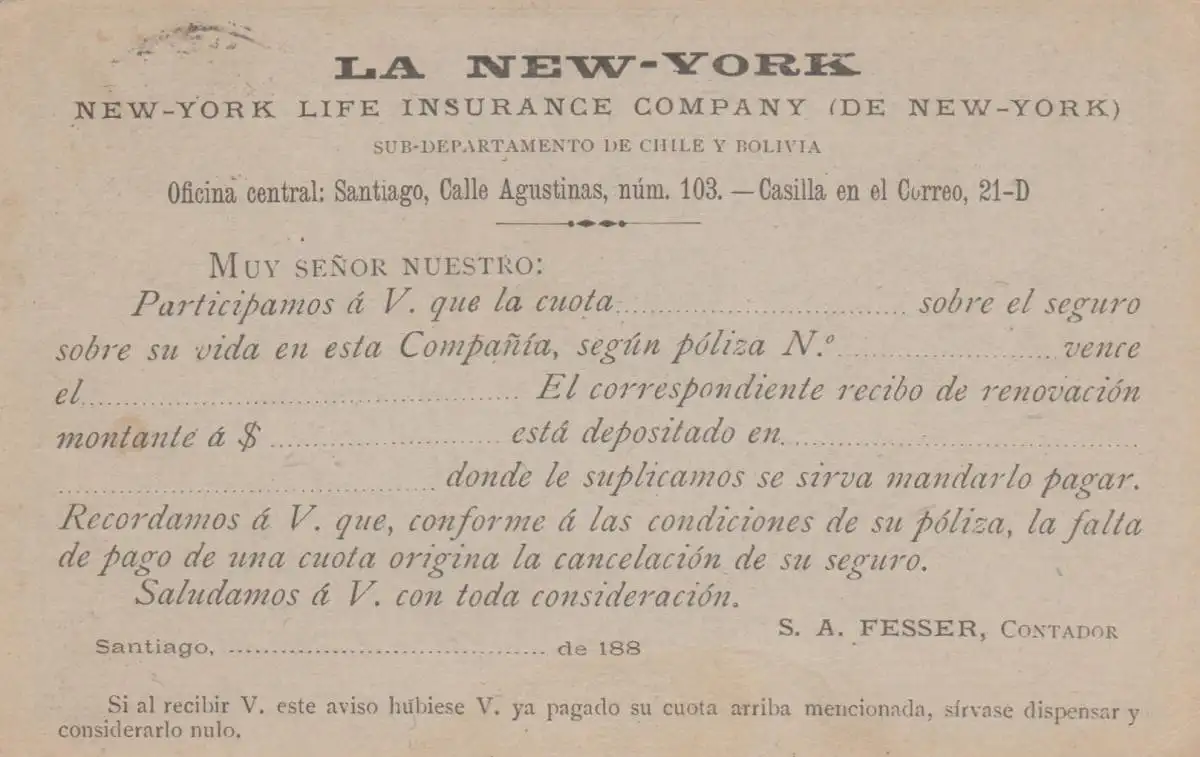 LA NEW-YORK
NEW-YORK LIFE INSURANCE COMPANY (DE NEW-YORK)
SUB-DEPARTAMENTO DE CHILE Y BOLIVIA
Oficina central: Santiago, Calle Agustinas, núm. 103. — Casilla en el Correo, 21-D
MUY SEÑOR NUESTRO:
Participamos á V. que la cuota.............................. sobre el seguro
sobre su vida en esta Compañía, según póliza N.º........................ vence
el.................................................. El correspondiente recibo de renovación
montante á $ .......................... está depositado en........................................
........................................... donde le suplicamos se sirva mandarlo pagar.
Recordamos á V. que, conforme á las condiciones de su póliza, la falta
de pago de una cuota origina la cancelación de su seguro.
Saludamos á V. con toda consideración.
S. A. FESSER, CONTADOR
Santiago, ...................................... de 188
Si al recibir V. este aviso hubiese V. ya pagado su cuota arriba mencionada, sírvase dispensar y
considerarlo nulo.